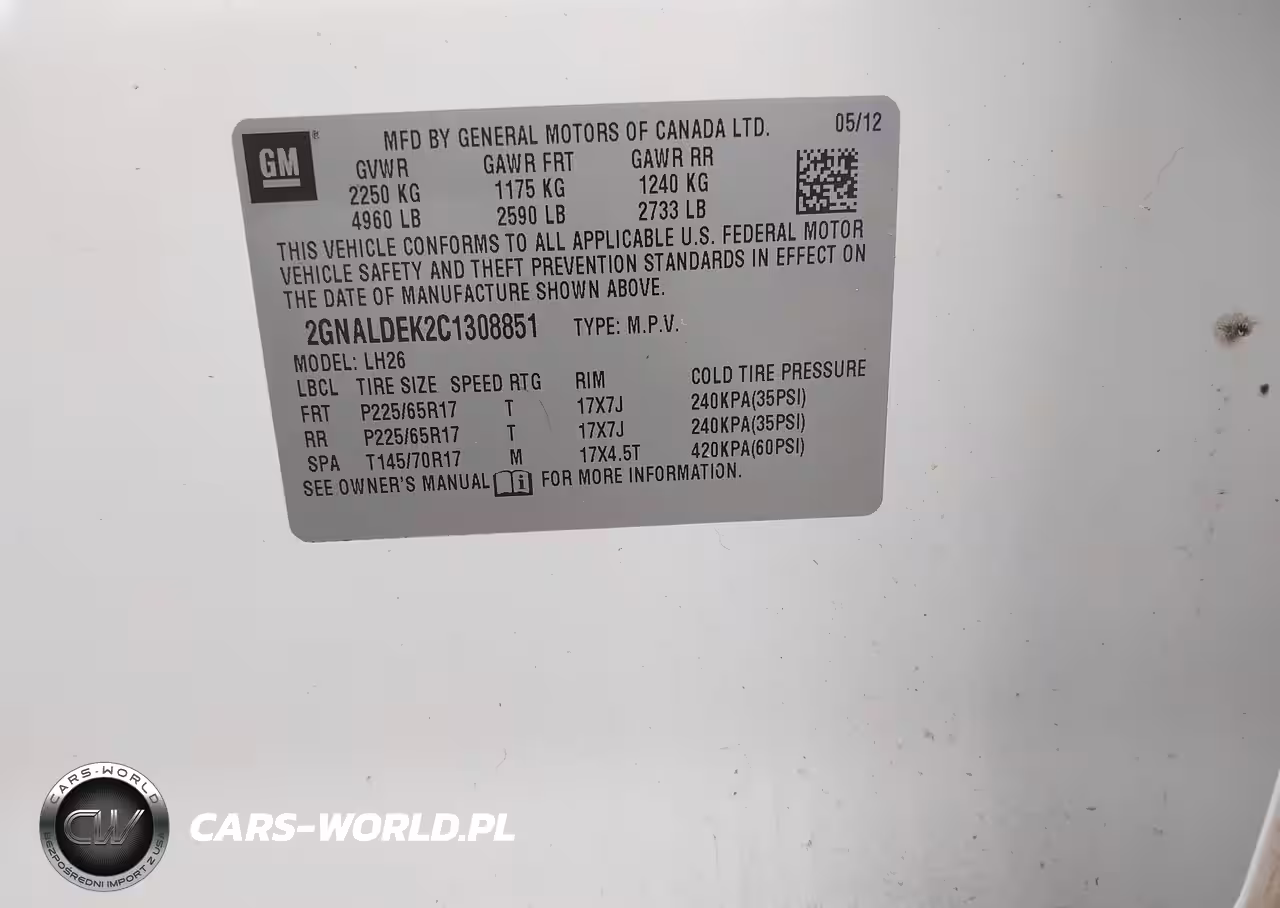 GM
®
MFD BY GENERAL MOTORS OF CANADA LTD. 05/12
GVWR GAWR FRT GAWR RR
2250 KG 1175 KG 1240 KG
4960 LB 2590 LB 2733 LB
THIS VEHICLE CONFORMS TO ALL APPLICABLE U.S. FEDERAL MOTOR
VEHICLE SAFETY AND THEFT PREVENTION STANDARDS IN EFFECT ON
THE DATE OF MANUFACTURE SHOWN ABOVE.
2GNALDEK2C1308851 TYPE: M.P.V.
MODEL: LH26
LBCL TIRE SIZE SPEED RTG RIM COLD TIRE PRESSURE
FRT P225/65R17 T 17X7J 240KPA(35PSI)
RR P225/65R17 T 17X7J 240KPA(35PSI)
SPA T145/70R17 M 17X4.5T 420KPA(60PSI)
SEE OWNER'S MANUAL i FOR MORE INFORMATION.
CARS-WORLD
CW
BEZPOŚREDNI IMPORT Z USA
CARS-WORLD.PL